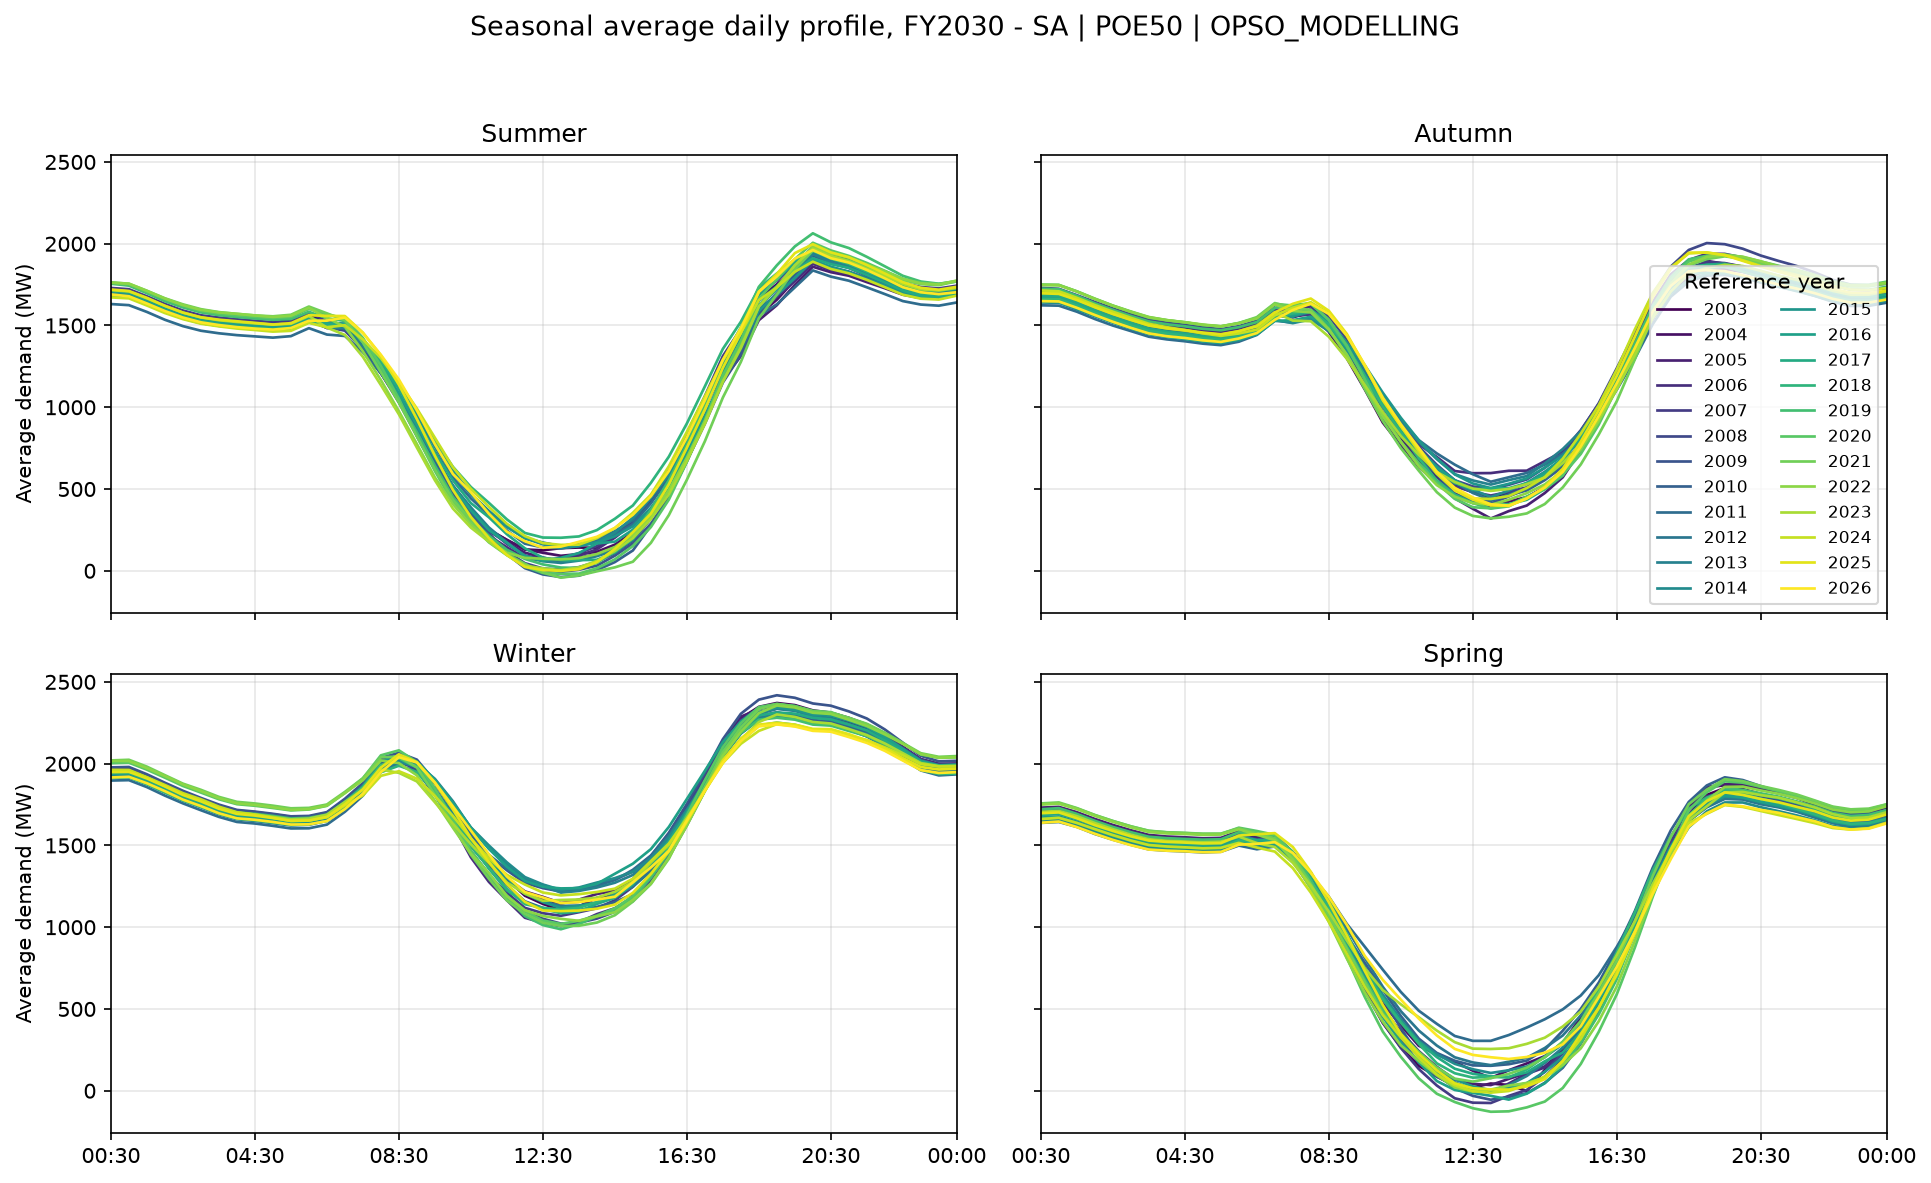 Seasonal average daily profile, FY2030 - SA | POE50 | OPSO_MODELLING
Summer
Autumn
2500
2000
1500
1000
500
0
Average demand (MW)
Reference year
2003 2015
2004 2016
2005 2017
2006 2018
2007 2019
2008 2020
2009 2021
2010 2022
2011 2023
2012 2024
2013 2025
2014 2026
Winter
Spring
2500
2000
1500
1000
500
0
Average demand (MW)
00:30 04:30 08:30 12:30 16:30 20:30 00:00
00:30 04:30 08:30 12:30 16:30 20:30 00:00